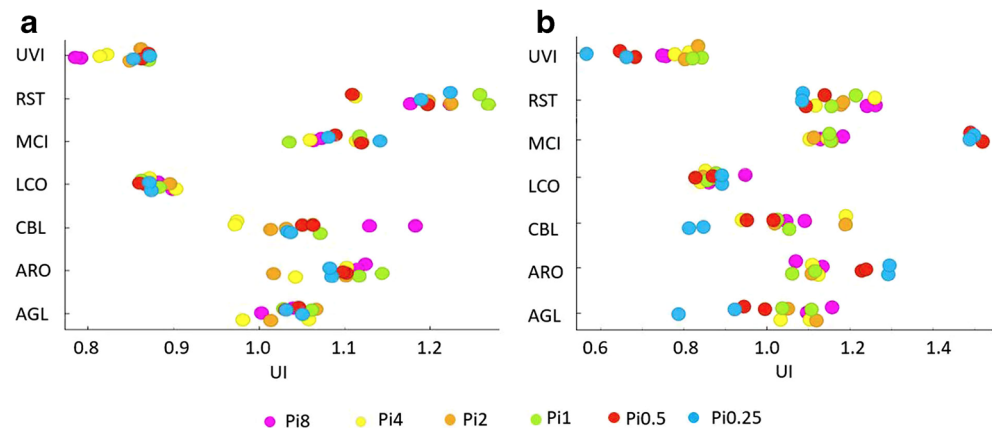 a
UVI
RST
MCI
LCO
CBL
ARO
AGL
0.8 0.9 1.0 1.1 1.2
UI
b
UVI
RST
MCI
LCO
CBL
ARO
AGL
0.6 0.8 1.0 1.2 1.4
UI
Pi8 Pi4 Pi2 Pi1 Pi0.5 Pi0.25